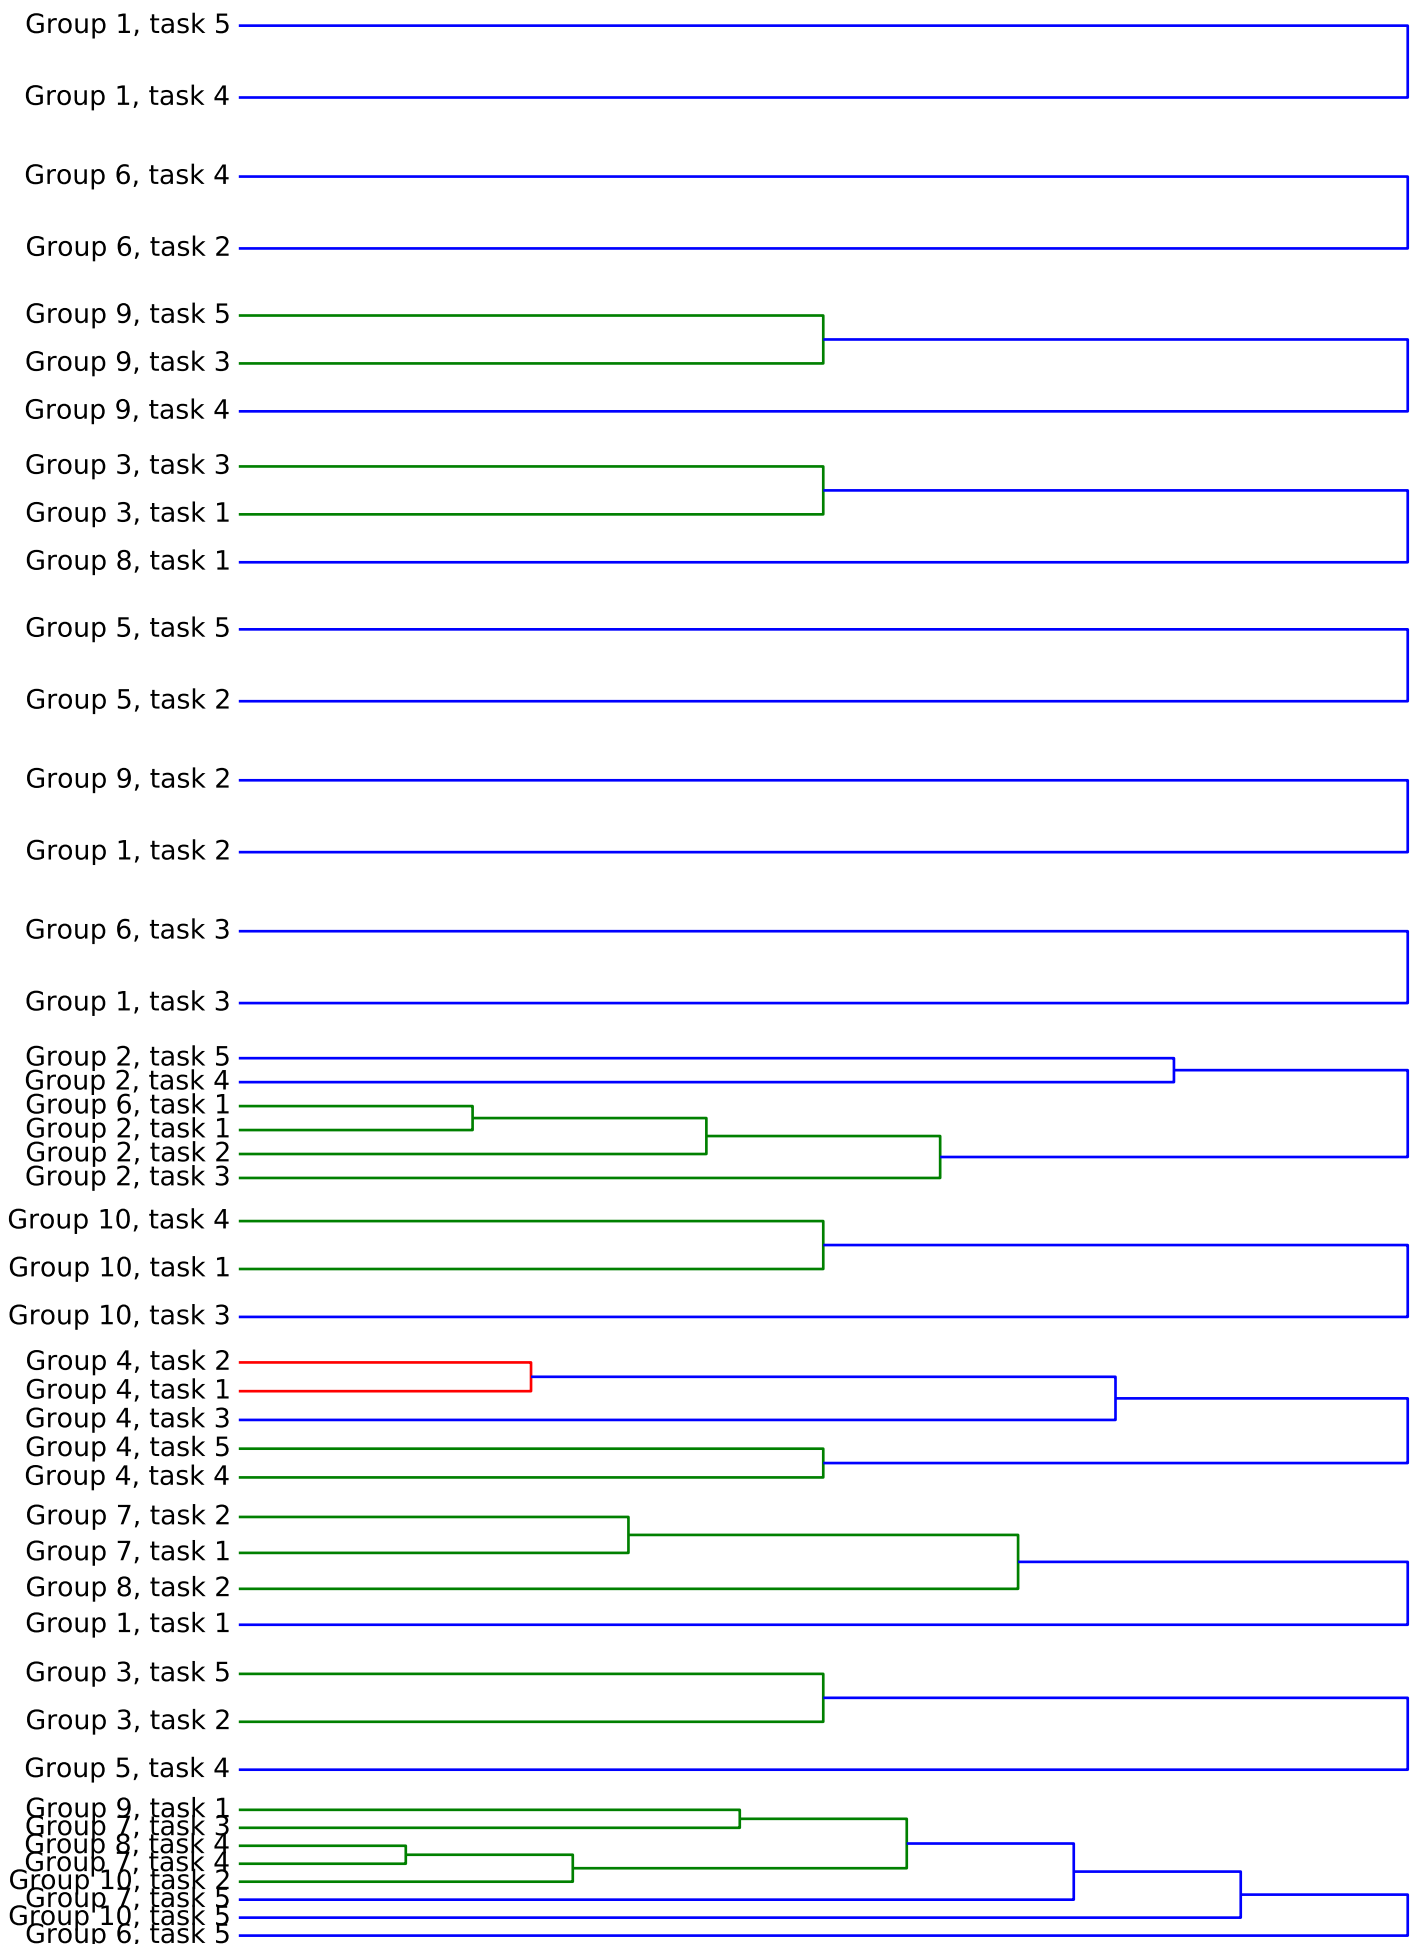 Group 1, task 5
Group 1, task 4
Group 6, task 4
Group 6, task 2
Group 9, task 5
Group 9, task 3
Group 9, task 4
Group 3, task 3
Group 3, task 1
Group 8, task 1
Group 5, task 5
Group 5, task 2
Group 9, task 2
Group 1, task 2
Group 6, task 3
Group 1, task 3
Group 2, task 5
Group 2, task 4
Group 6, task 1
Group 2, task 1
Group 2, task 2
Group 2, task 3
Group 10, task 4
Group 10, task 1
Group 10, task 3
Group 4, task 2
Group 4, task 1
Group 4, task 3
Group 4, task 5
Group 4, task 4
Group 7, task 2
Group 7, task 1
Group 8, task 2
Group 1, task 1
Group 3, task 5
Group 3, task 2
Group 5, task 4
Group 9, task 1
Group 7, task 3
Group 8, task 4
Group 7, task 4
Group 10, task 2
Group 7, task 5
Group 10, task 5
Group 6, task 5